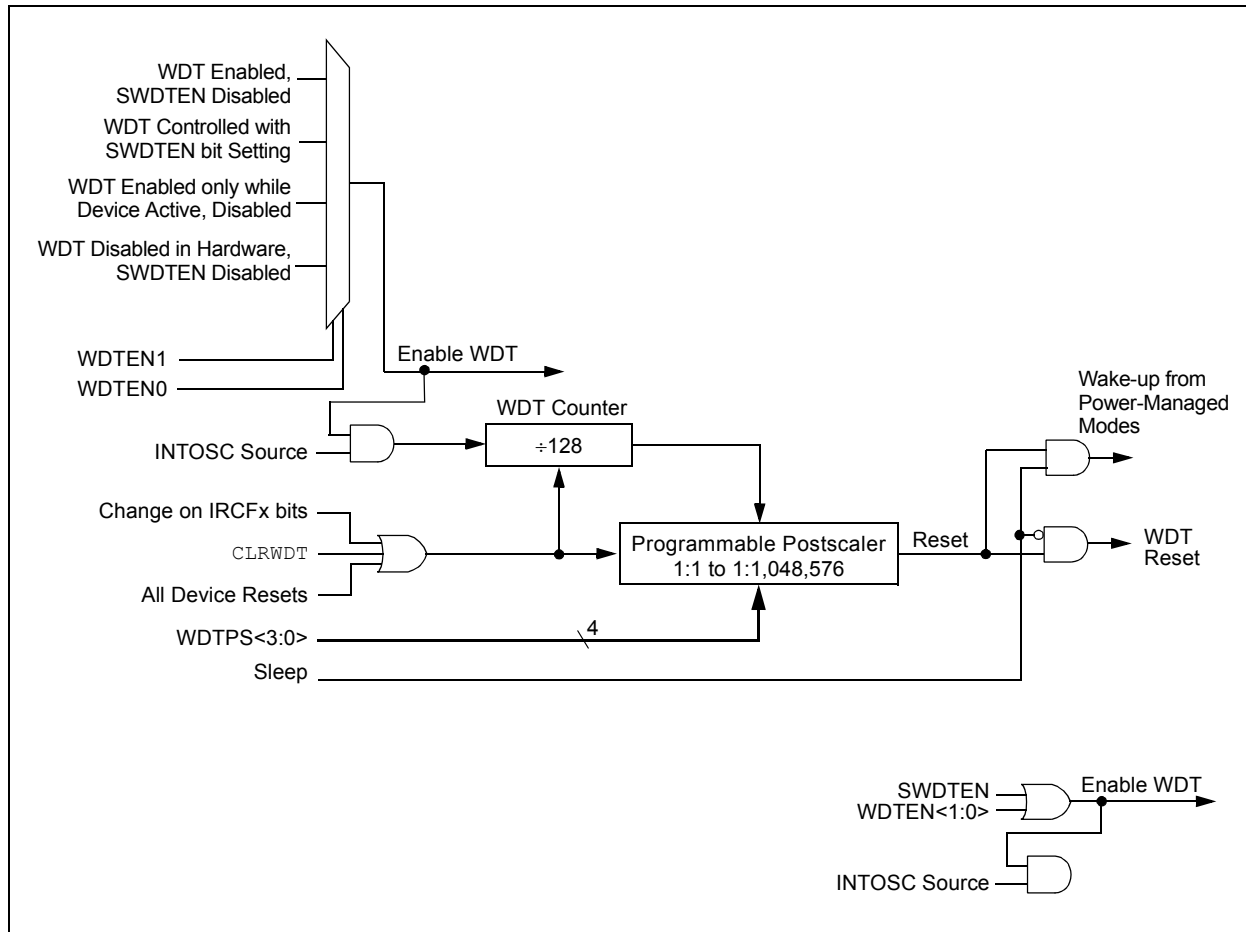 WDT Enabled,
SWDTEN Disabled
WDT Controlled with
SWDTEN bit Setting
WDT Enabled only while
Device Active, Disabled
WDT Disabled in Hardware,
SWDTEN Disabled
WDTEN1
WDTEN0
Enable WDT
WDT Counter
÷128
INTOSC Source
Wake-up from
Power-Managed
Modes
Change on IRCFx bits
CLRWDT
All Device Resets
Programmable Postscaler
1:1 to 1:1,048,576
Reset
WDT
Reset
WDTPS<3:0>
4
Sleep
SWDTEN
WDTEN<1:0>
Enable WDT
INTOSC Source